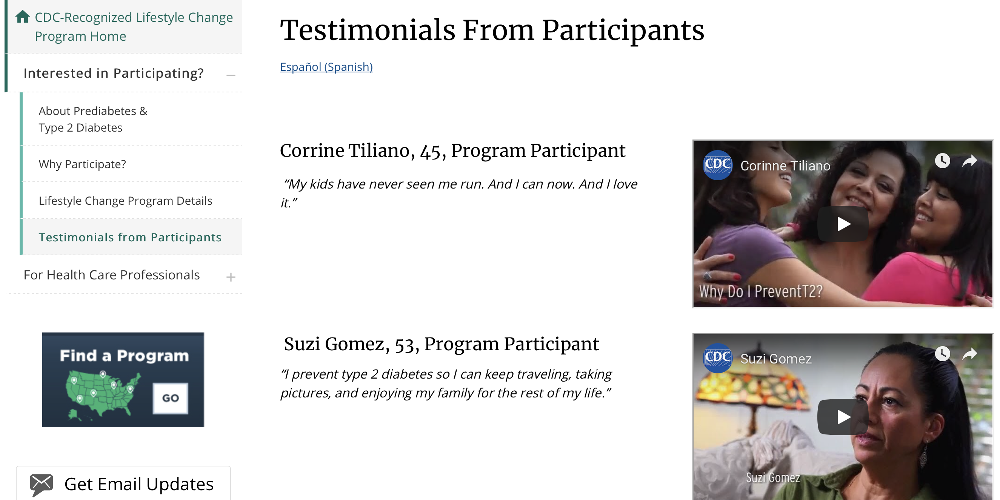 CDC-Recognized Lifestyle Change
Program Home
Interested in Participating?
About Prediabetes &
Type 2 Diabetes
Why Participate?
Lifestyle Change Program Details
Testimonials from Participants
For Health Care Professionals
Find a Program
GO
Get Email Updates
Testimonials From Participants
Español (Spanish)
Corrine Tiliano, 45, Program Participant
“My kids have never seen me run. And I can now. And I love
it.”
CDC Corinne Tiliano
Why Do I PreventT2?
Suzi Gomez, 53, Program Participant
“I prevent type 2 diabetes so I can keep traveling, taking
pictures, and enjoying my family for the rest of my life.”
CDC Suzi Gomez
Suzi Gomez